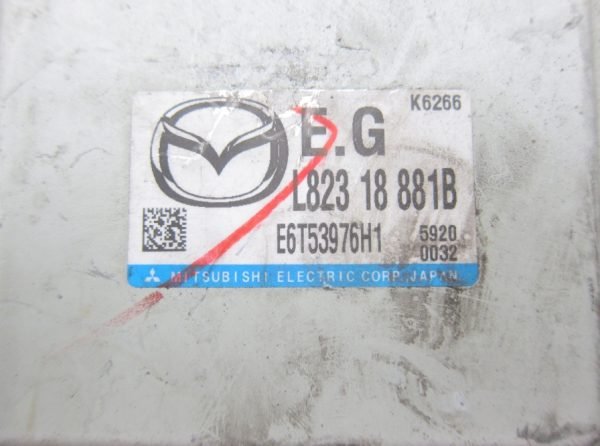 K6266
E.G
L823 18 881B
E6T53976H1 5920
0032
MITSUBISHI ELECTRIC CORP.JAPAN